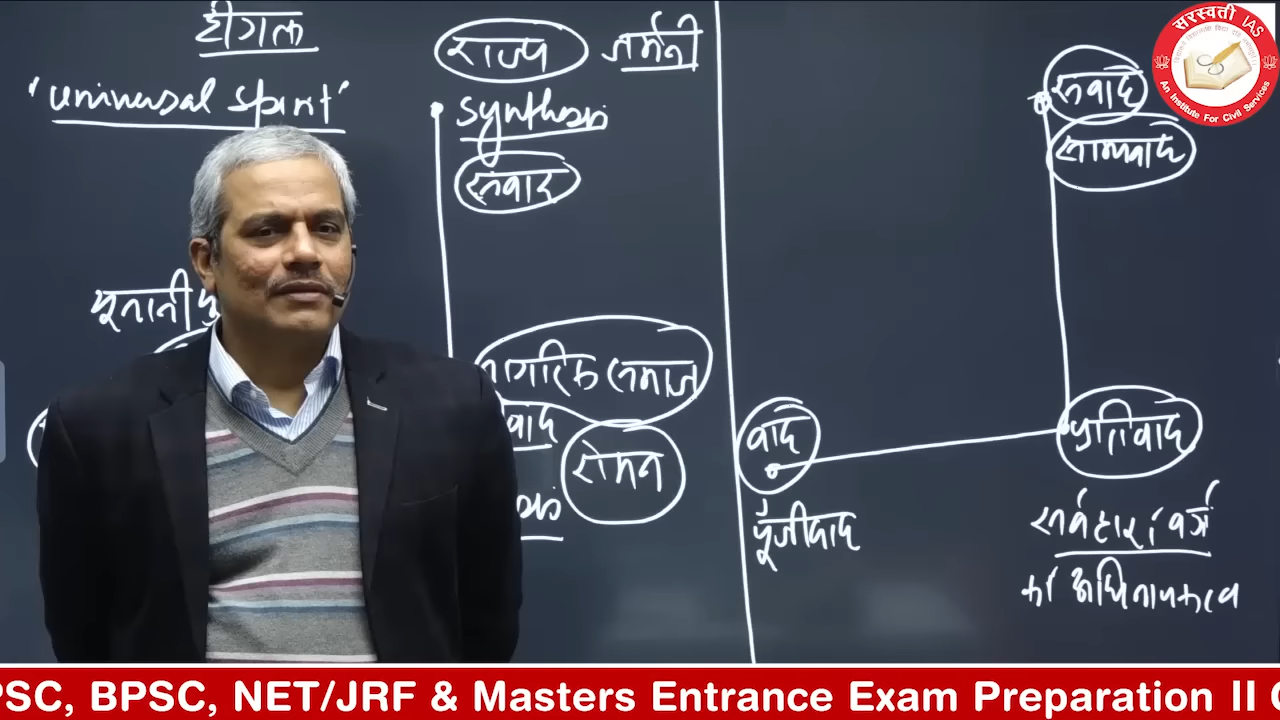 हीगल
'universal spirit'
यूनानी
राज्य जर्मनी
synthesis
संवाद
नागरिक समाज
वाद
रोमन
संवाद
साम्यवाद
वाद
प्रतिवाद
पूँजीवाद
सर्वहारा वर्ग
का अधिनायकत्व
सरस्वती IAS
An Institute For Civil Services
PSC, BPSC, NET/JRF & Masters Entrance Exam Preparation II